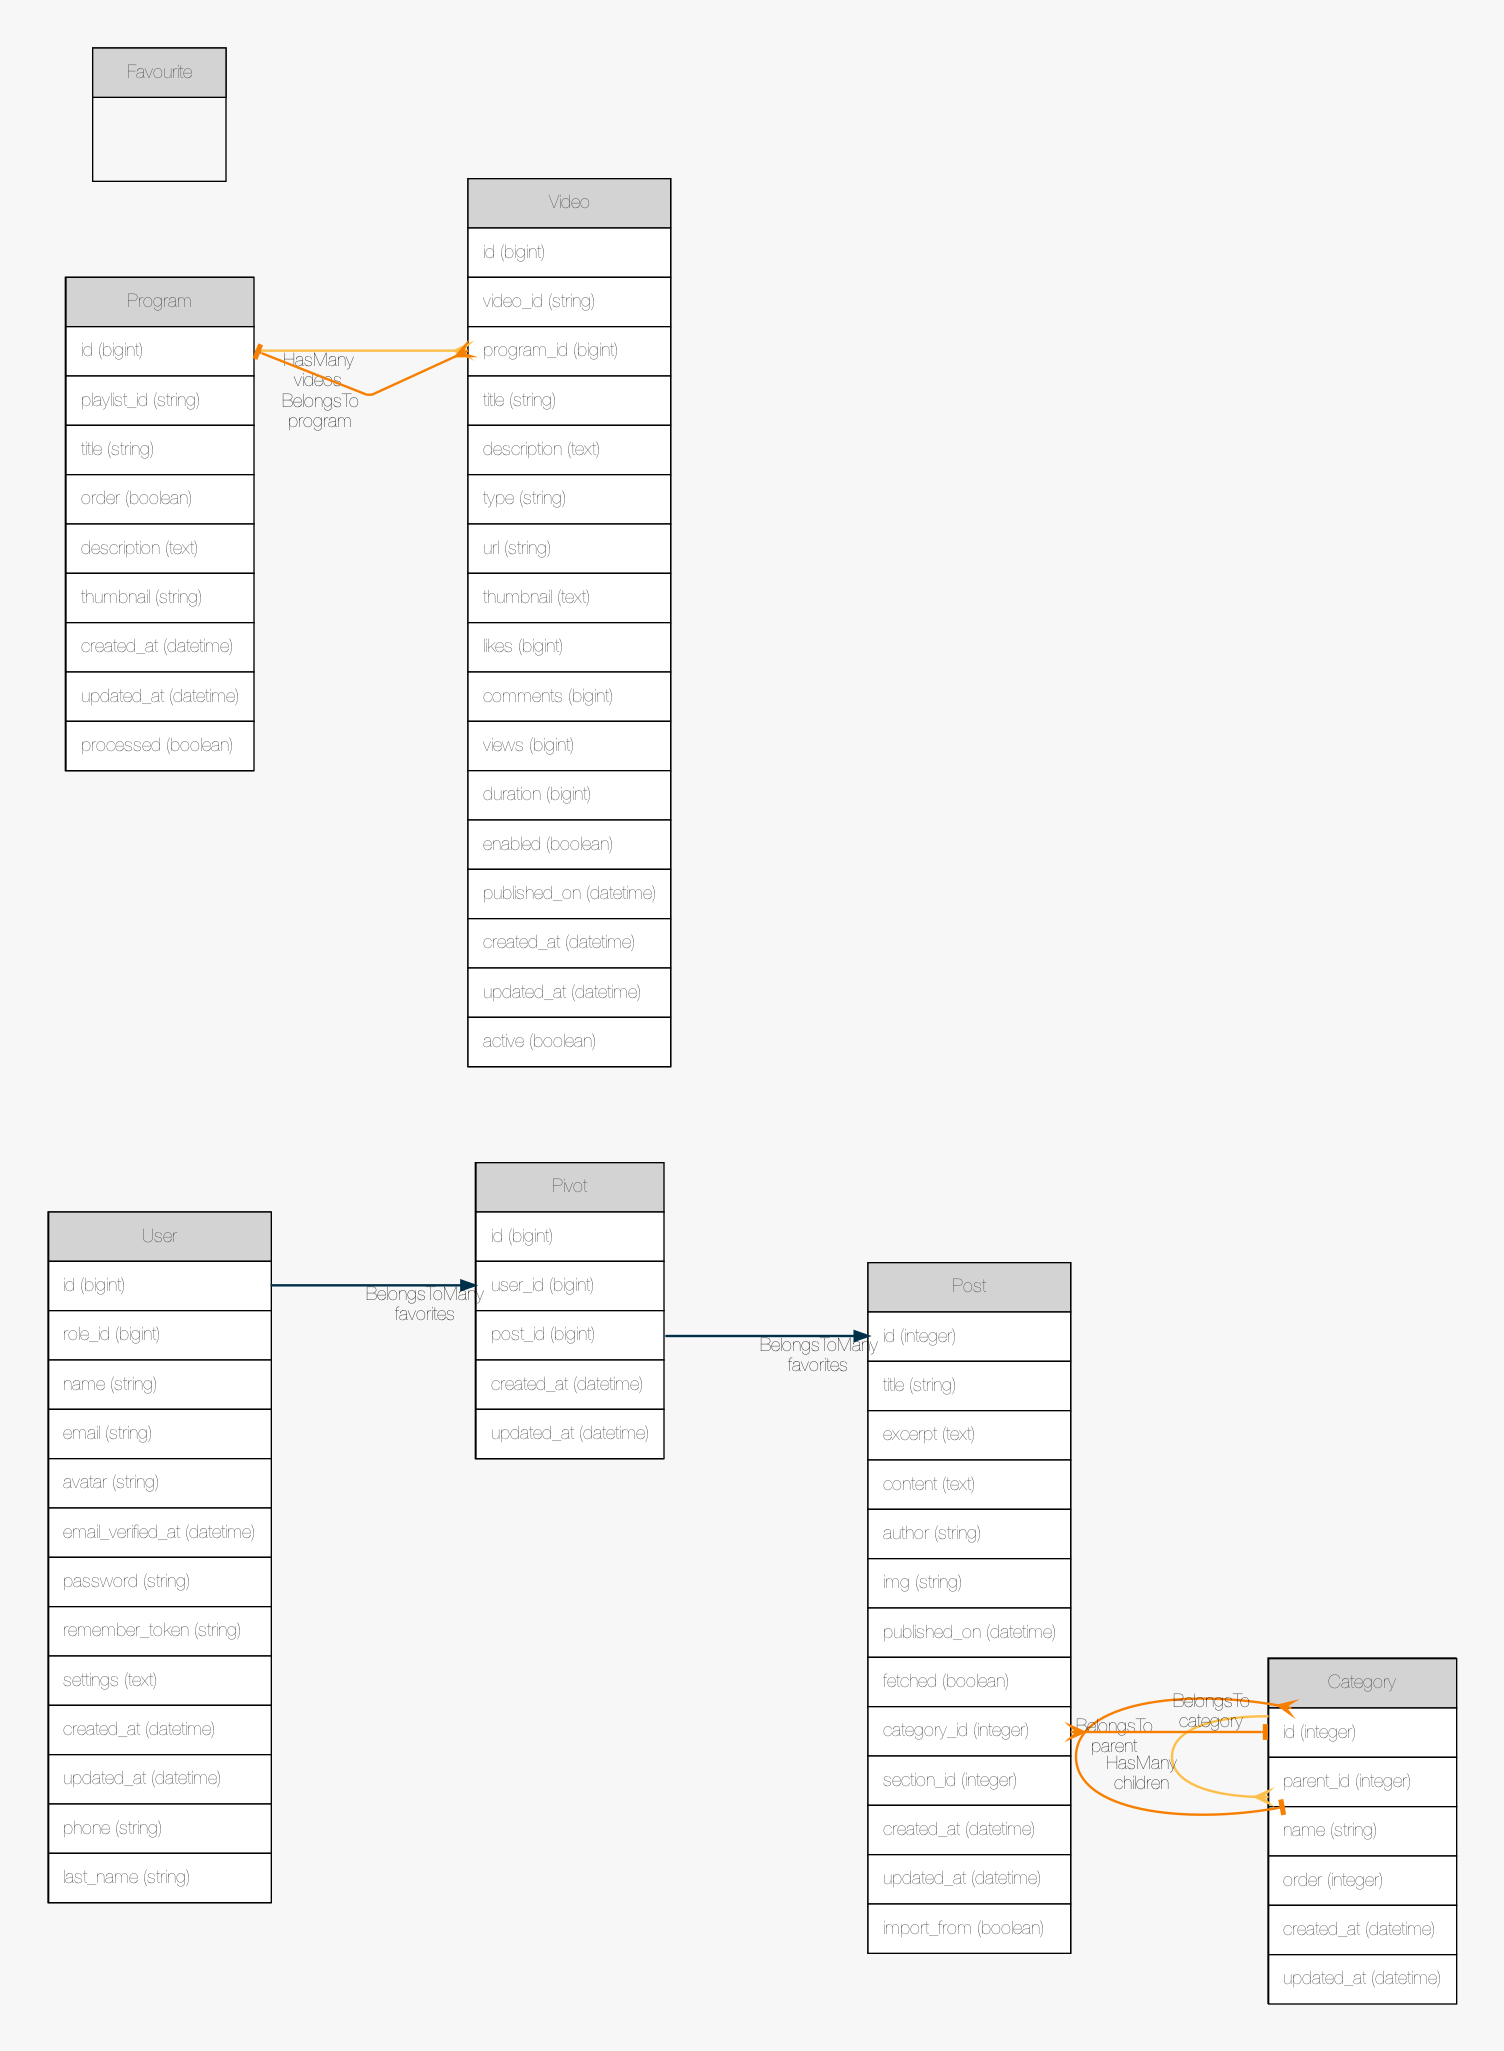 Favourite
Program
id (bigint)
playlist_id (string)
title (string)
order (boolean)
description (text)
thumbnail (string)
created_at (datetime)
updated_at (datetime)
processed (boolean)
HasMany
videos
BelongsTo
program
Video
id (bigint)
video_id (string)
program_id (bigint)
title (string)
description (text)
type (string)
url (string)
thumbnail (text)
likes (bigint)
comments (bigint)
views (bigint)
duration (bigint)
enabled (boolean)
published_on (datetime)
created_at (datetime)
updated_at (datetime)
active (boolean)
User
id (bigint)
role_id (bigint)
name (string)
email (string)
avatar (string)
email_verified_at (datetime)
password (string)
remember_token (string)
settings (text)
created_at (datetime)
updated_at (datetime)
phone (string)
last_name (string)
BelongsToMany
favorites
Pivot
id (bigint)
user_id (bigint)
post_id (bigint)
created_at (datetime)
updated_at (datetime)
BelongsToMany
favorites
Post
id (integer)
title (string)
excerpt (text)
content (text)
author (string)
img (string)
published_on (datetime)
fetched (boolean)
category_id (integer)
section_id (integer)
created_at (datetime)
updated_at (datetime)
import_from (boolean)
BelongsTo
category
BelongsTo
parent
HasMany
children
Category
id (integer)
parent_id (integer)
name (string)
order (integer)
created_at (datetime)
updated_at (datetime)